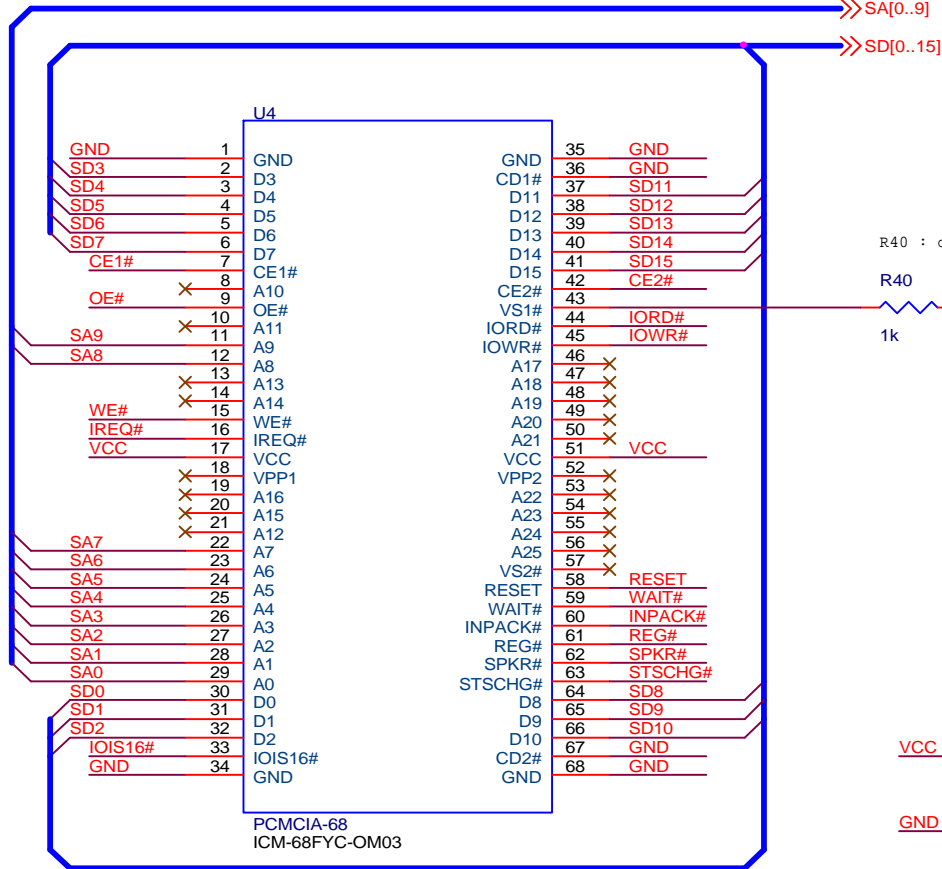 SA[0..9]
SD[0..15]
U4
GND 1 GND GND 35 GND
SD3 2 D3 CD1# 36 GND
SD4 3 D4 D11 37 SD11
SD5 4 D5 D12 38 SD12
SD6 5 D6 D13 39 SD13
SD7 6 D7 D14 40 SD14
CE1# 7 CE1# D15 41 SD15
8 A10 CE2# 42 CE2#
OE# 9 OE# VS1# 43
10 A11 IORD# 44 IORD#
SA9 11 A9 IOWR# 45 IOWR#
SA8 12 A8 A17 46
13 A13 A18 47
14 A14 A19 48
WE# 15 WE# A20 49
IREQ# 16 IREQ# A21 50
VCC 17 VCC VCC 51 VCC
18 VPP1 VPP2 52
19 A16 A22 53
20 A15 A23 54
21 A12 A24 55
SA7 22 A7 A25 56
SA6 23 A6 VS2# 57
SA5 24 A5 RESET 58 RESET
SA4 25 A4 WAIT# 59 WAIT#
SA3 26 A3 INPACK# 60 INPACK#
SA2 27 A2 REG# 61 REG#
SA1 28 A1 SPKR# 62 SPKR#
SA0 29 A0 STSCHG# 63 STSCHG#
SD0 30 D0 D8 64 SD8
SD1 31 D1 D9 65 SD9
SD2 32 D2 D10 66 SD10
IOIS16# 33 IOIS16# CD2# 67 GND
GND 34 GND GND 68 GND
PCMCIA-68
ICM-68FYC-OM03
R40 :
R40
1k
VCC
GND